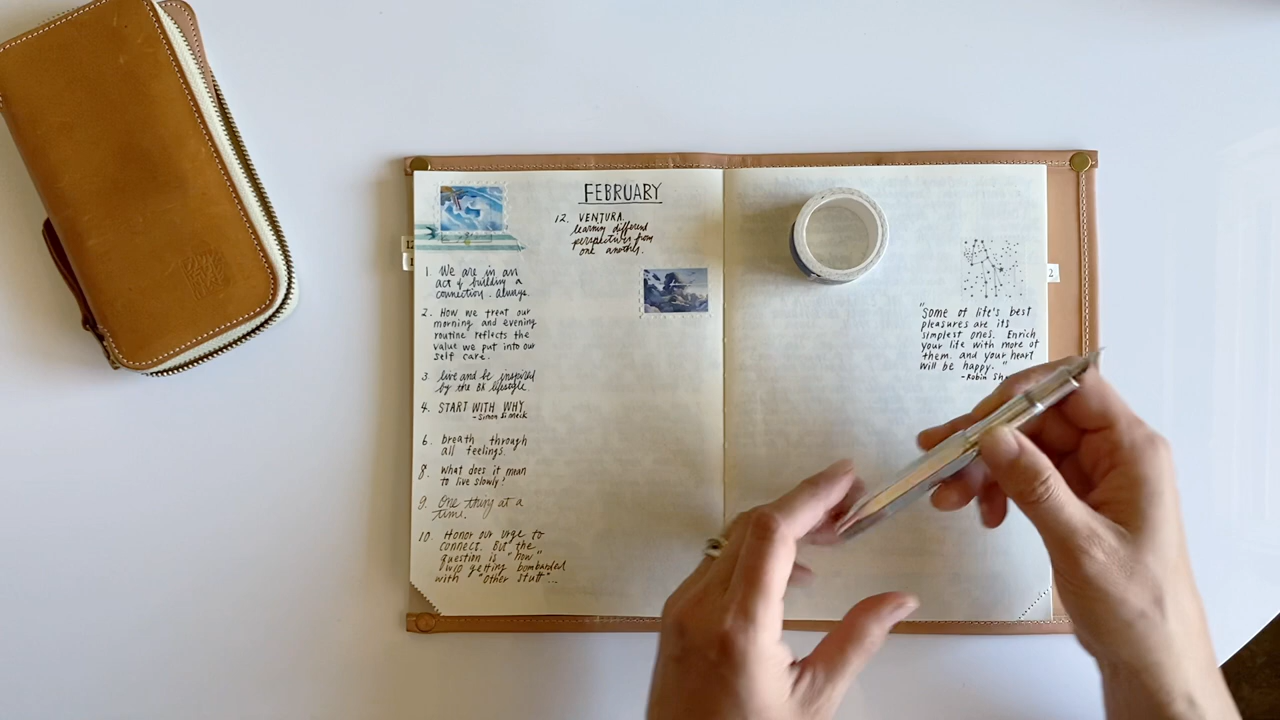 FEBRUARY
1. We are in an
act of building a
connection. Always.
2. How we treat our
morning and evening
routine reflects the
value we put into our
self care.
3. live and be inspired
by the BK lifestyle.
4. START WITH WHY
- Simon
6. breath through
all feelings.
8. What does it mean
to live slowly?
9. One thing at a
time.
10. Honor our urge to
connect. But the
question is "how"
getting bombarded
with "other stuff"...
12. VENTURA.
learning different
perspectives from
one another.
"Some of life's best
pleasures are its
simplest ones. Enrich
your life with more of
them. and your heart
will be happy."
- Robin
12
1
2